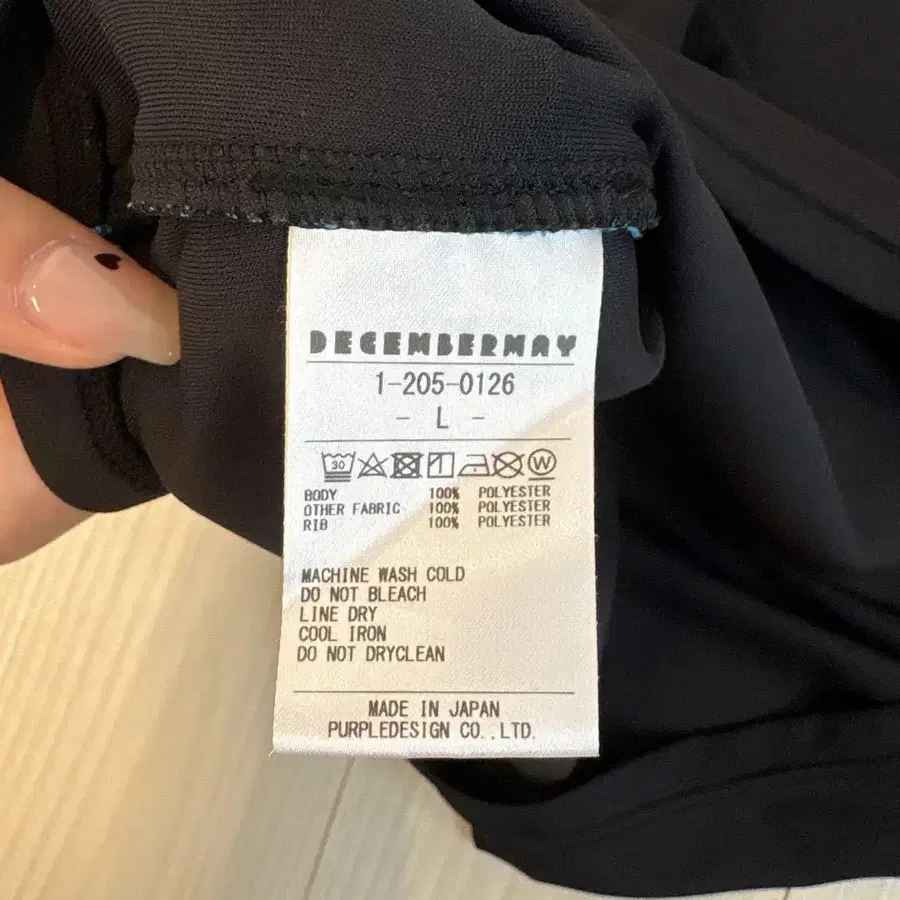 DECEMBERMAY
1-205-0126
- L -
30 W
BODY 100% POLYESTER
OTHER FABRIC 100% POLYESTER
RIB 100% POLYESTER
MACHINE WASH COLD
DO NOT BLEACH
LINE DRY
COOL IRON
DO NOT DRYCLEAN
MADE IN JAPAN
PURPLEDESIGN CO.,LTD.